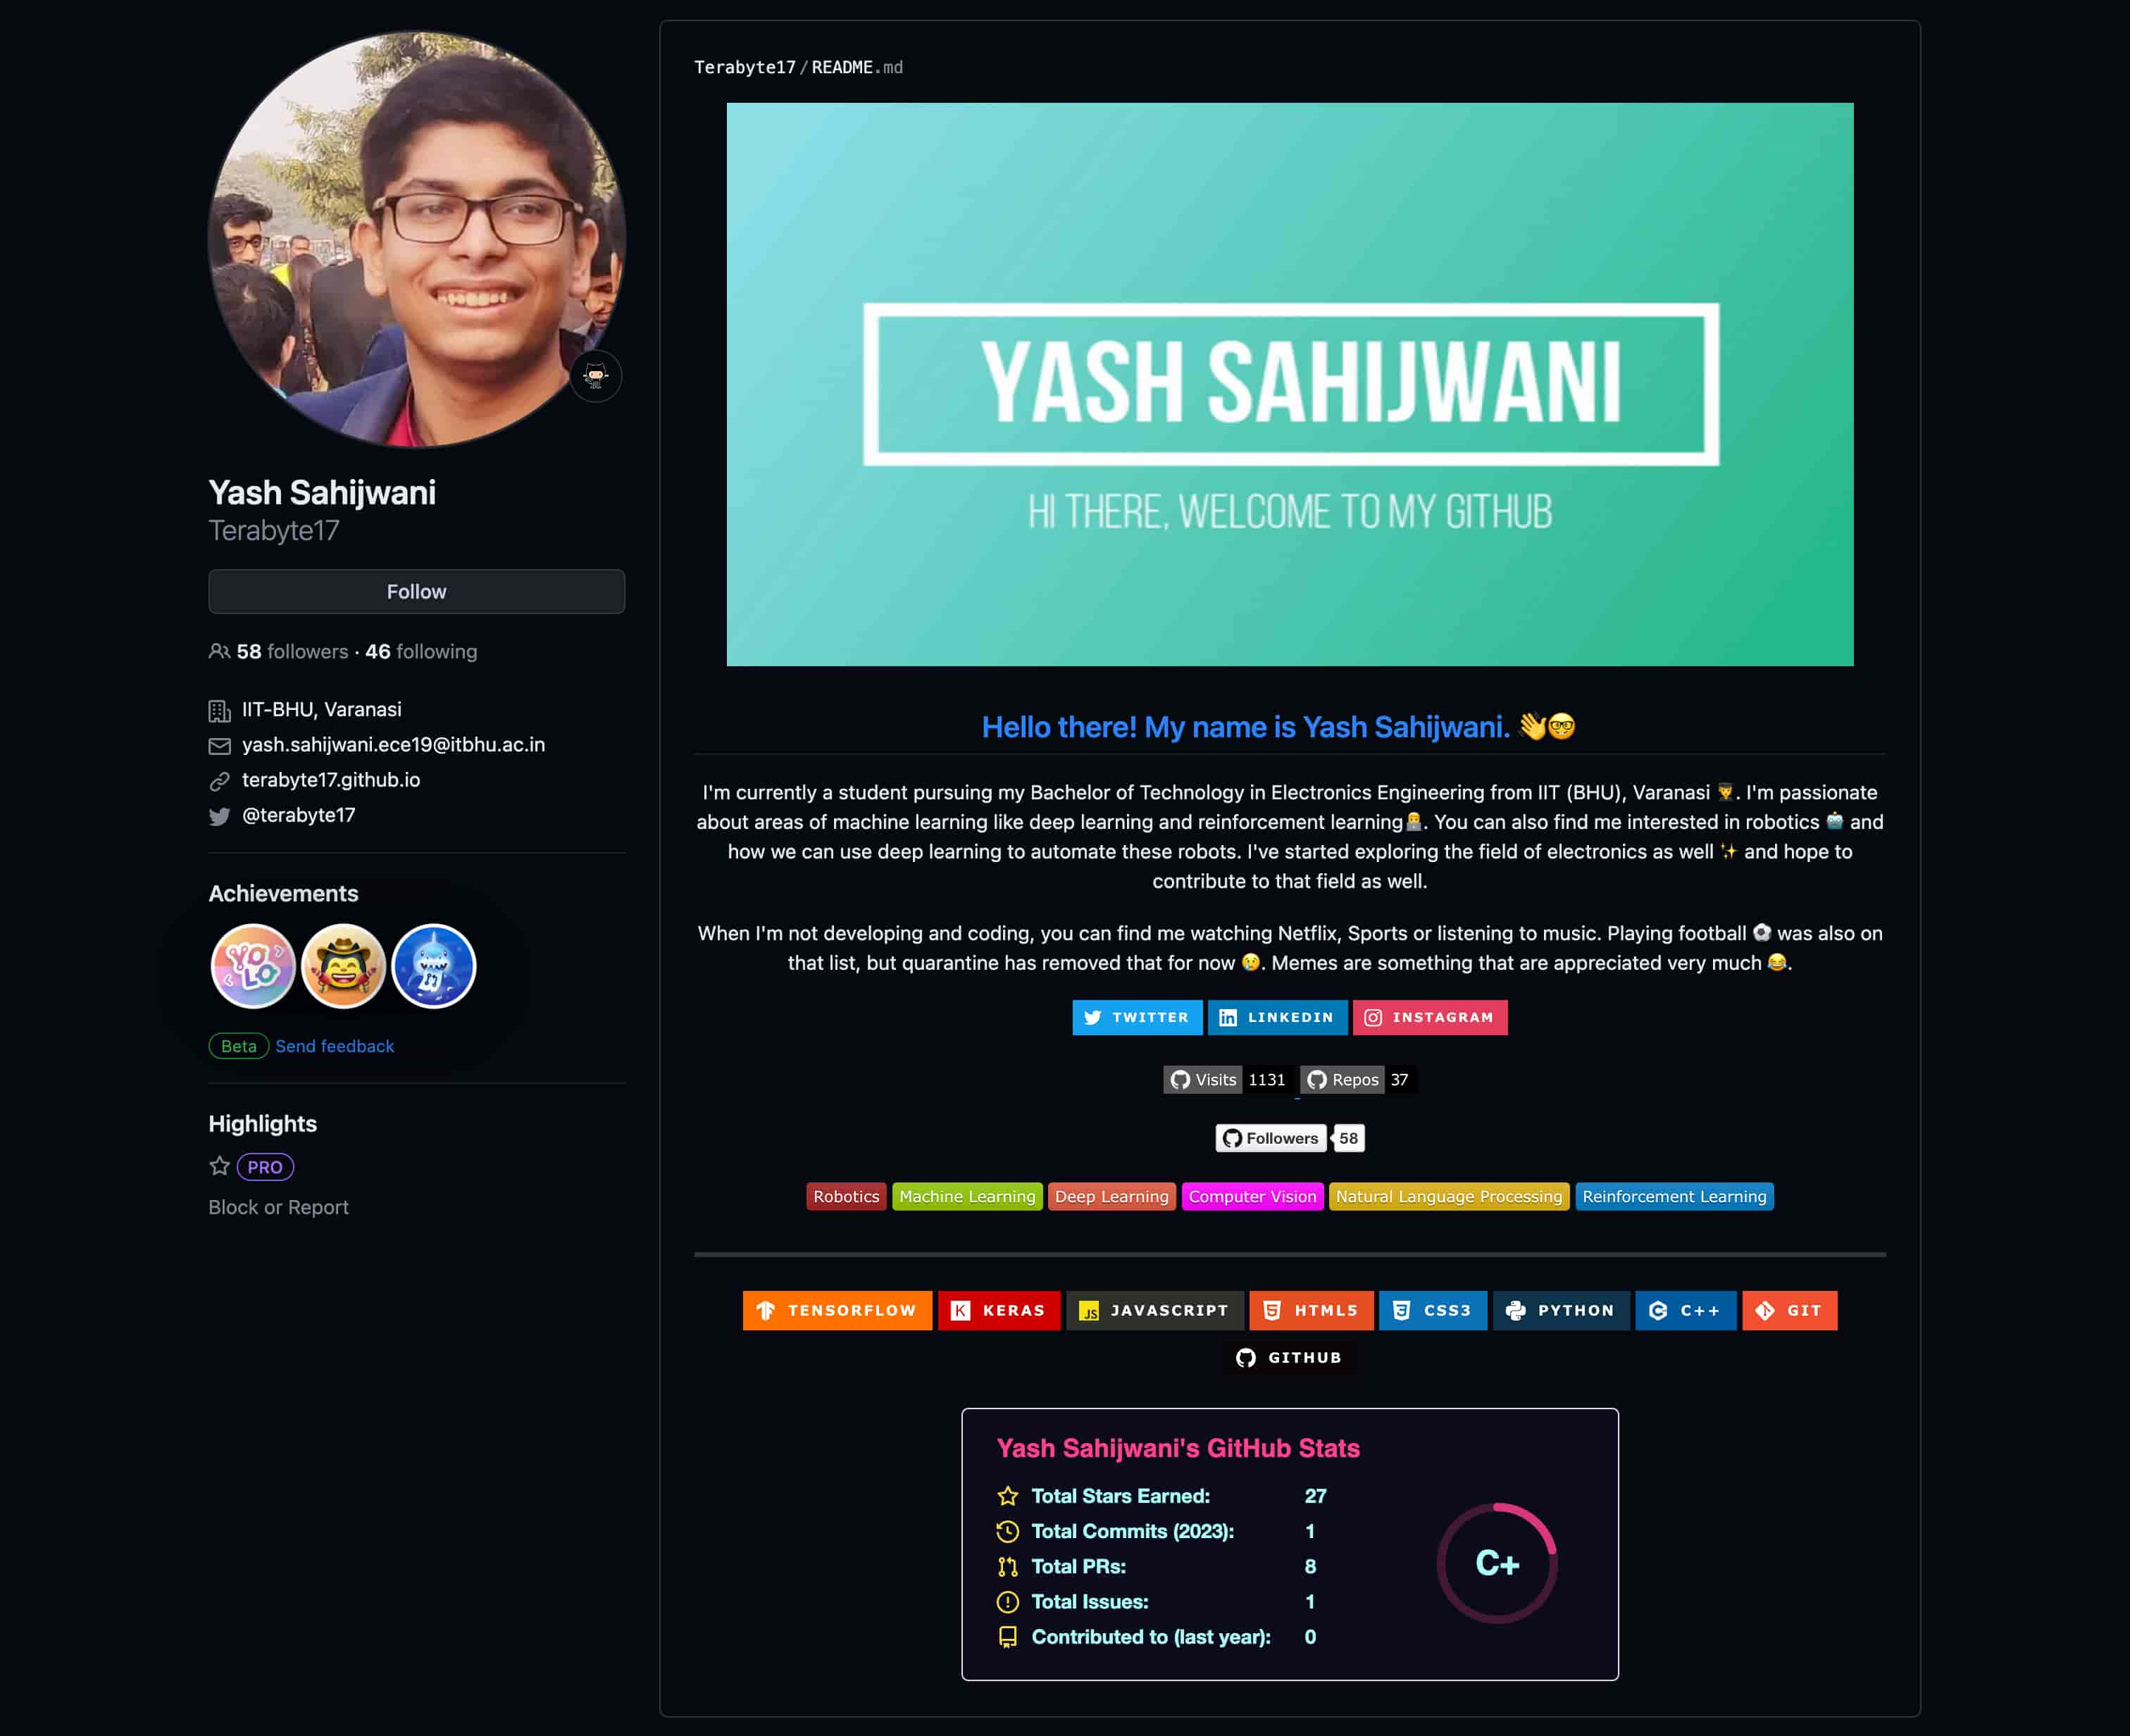 Yash Sahijwani
Terabyte17
Follow
58 followers · 46 following
IIT-BHU, Varanasi
yash.sahijwani.ece19@itbhu.ac.in
terabyte17.github.io
@terabyte17
Achievements
YOLO
Beta Send feedback
Highlights
PRO
Block or Report
Terabyte17/README.md
YASH SAHIJWANI
HI THERE, WELCOME TO MY GITHUB
Hello there! My name is Yash Sahijwani. 👋🤓
I'm currently a student pursuing my Bachelor of Technology in Electronics Engineering from IIT (BHU), Varanasi 👨‍🎓. I'm passionate
about areas of machine learning like deep learning and reinforcement learning👨‍💻. You can also find me interested in robotics 🤖 and
how we can use deep learning to automate these robots. I've started exploring the field of electronics as well ✨ and hope to
contribute to that field as well.
When I'm not developing and coding, you can find me watching Netflix, Sports or listening to music. Playing football ⚽ was also on
that list, but quarantine has removed that for now 😢. Memes are something that are appreciated very much 😂.
TWITTER LINKEDIN INSTAGRAM
Visits 1131 Repos 37
Followers 58
Robotics Machine Learning Deep Learning Computer Vision Natural Language Processing Reinforcement Learning
TENSORFLOW KERAS JAVASCRIPT HTML5 CSS3 PYTHON C++ GIT
GITHUB
Yash Sahijwani's GitHub Stats
Total Stars Earned: 27
Total Commits (2023): 1
Total PRs: 8
Total Issues: 1
Contributed to (last year): 0
C+